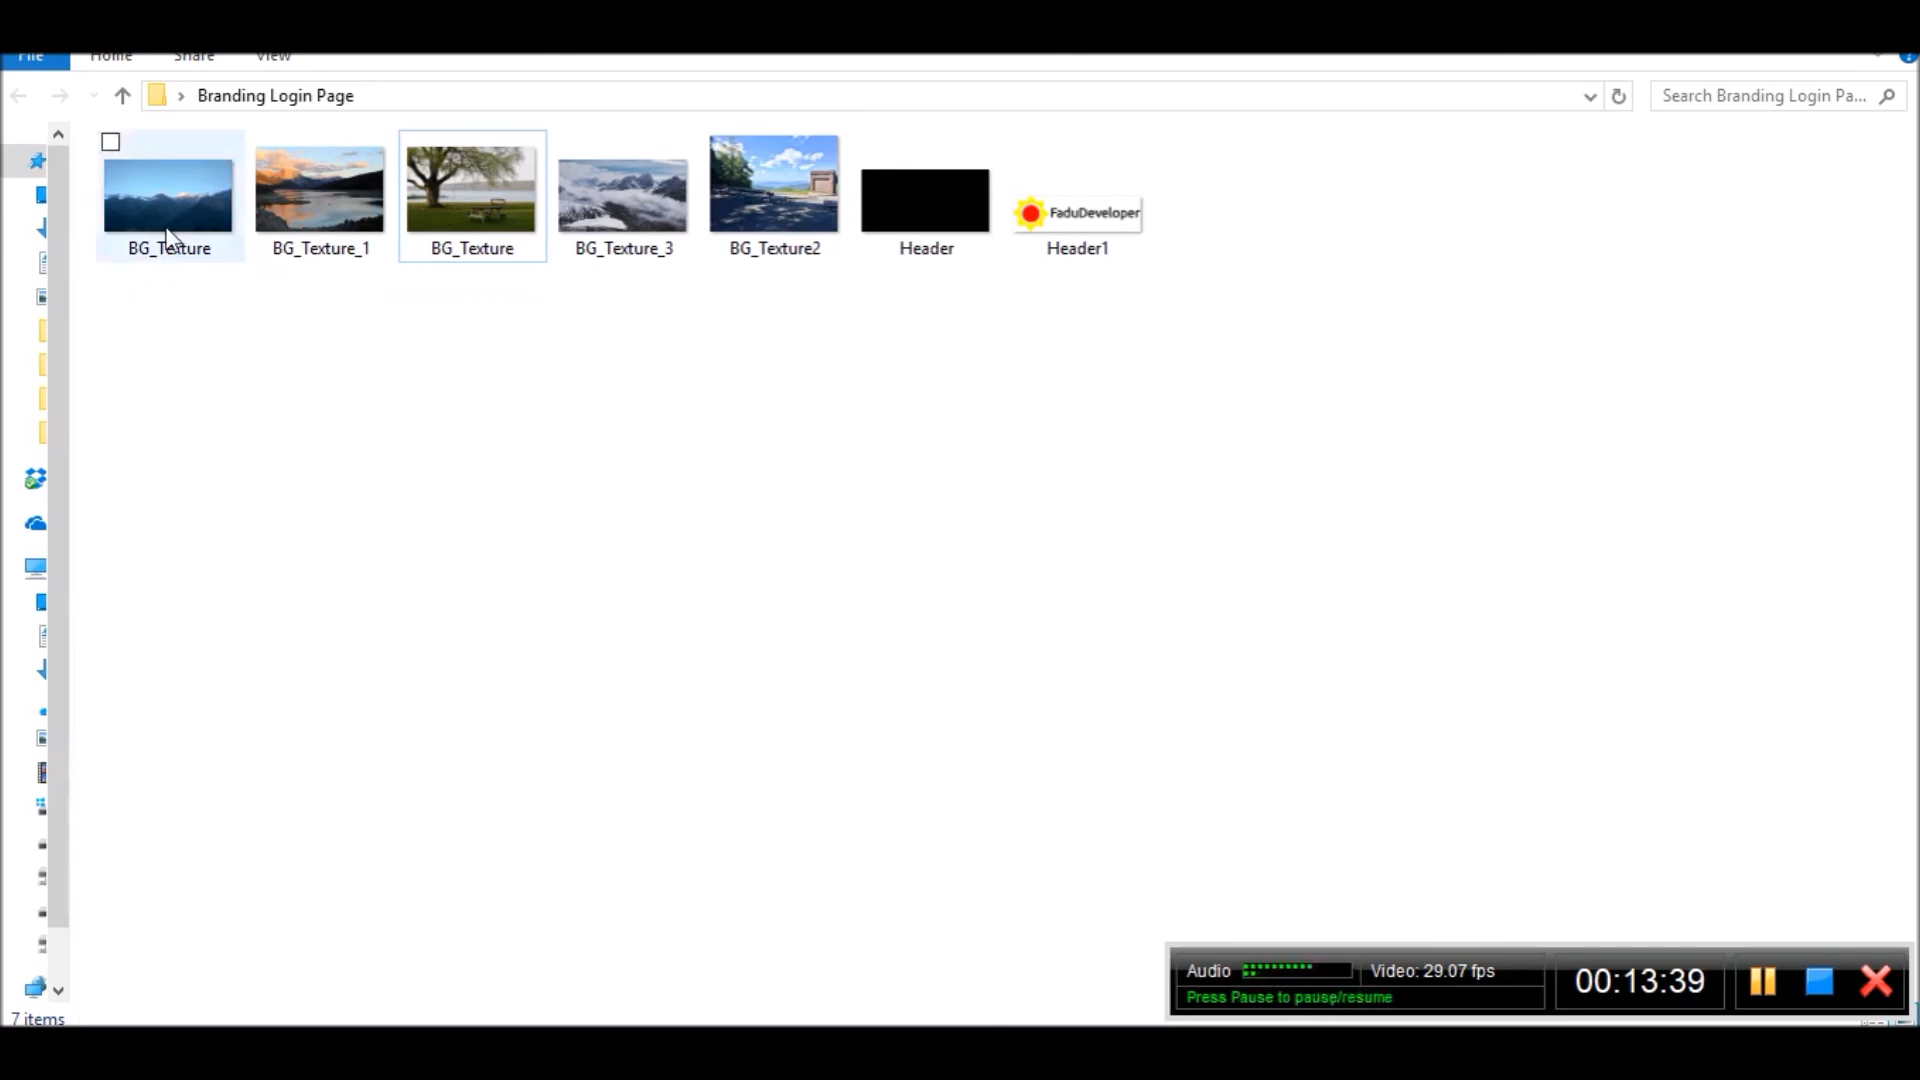 File Home Share View
Branding Login Page
Search Branding Login Pa...
FaduDeveloper
BG_Texture BG_Texture_1 BG_Texture BG_Texture_3 BG_Texture2 Header Header1
Audio Video: 29.07 fps
Press Pause to pause/resume
00:13:39
7 items